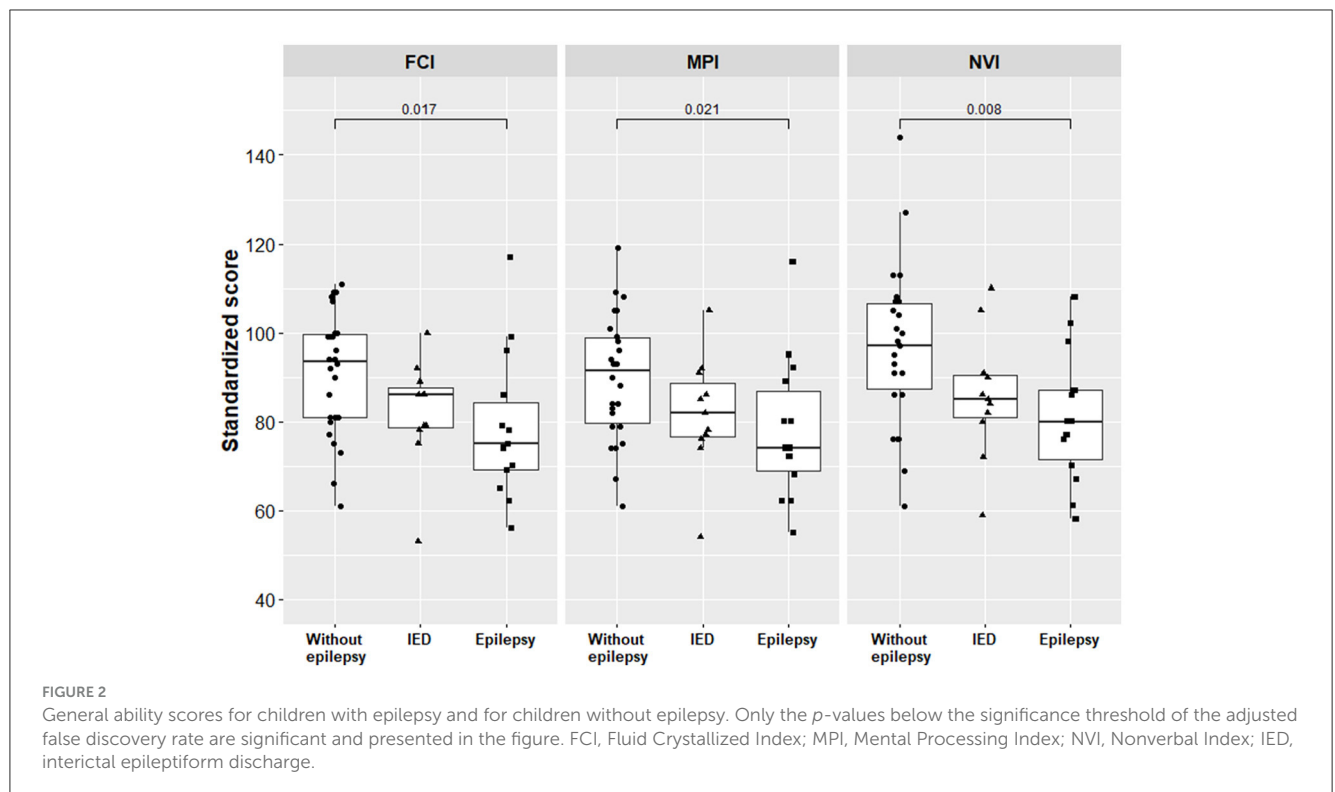 FCI
MPI
NVI
0.017
0.021
0.008
Standardized score
140
120
100
80
60
40
Without
epilepsy
IED
Epilepsy
Without
epilepsy
IED
Epilepsy
Without
epilepsy
IED
Epilepsy
FIGURE 2
General ability scores for children with epilepsy and for children without epilepsy. Only the p-values below the significance threshold of the adjusted
false discovery rate are significant and presented in the figure. FCI, Fluid Crystallized Index; MPI, Mental Processing Index; NVI, Nonverbal Index; IED,
interictal epileptiform discharge.